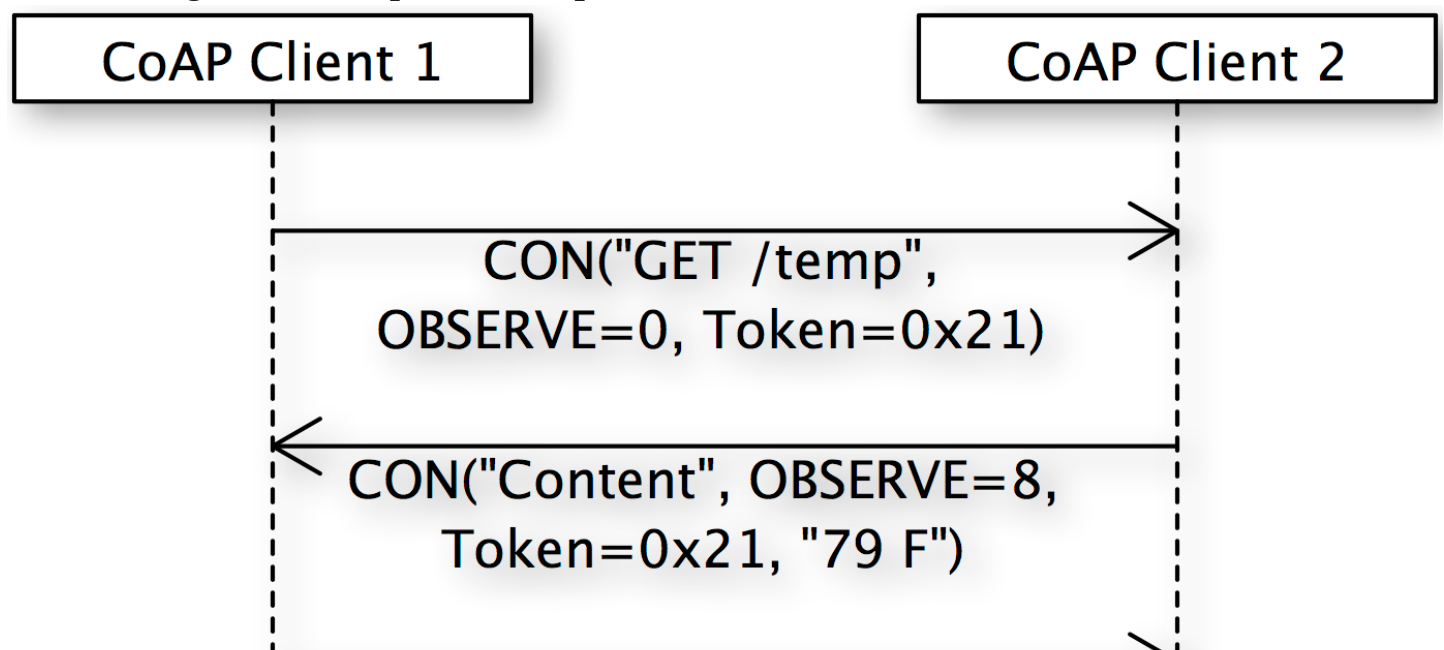 CoAP Client 1
CoAP Client 2
CON("GET /temp",
OBSERVE=0, Token=0x21)
CON("Content", OBSERVE=8,
Token=0x21, "79 F")